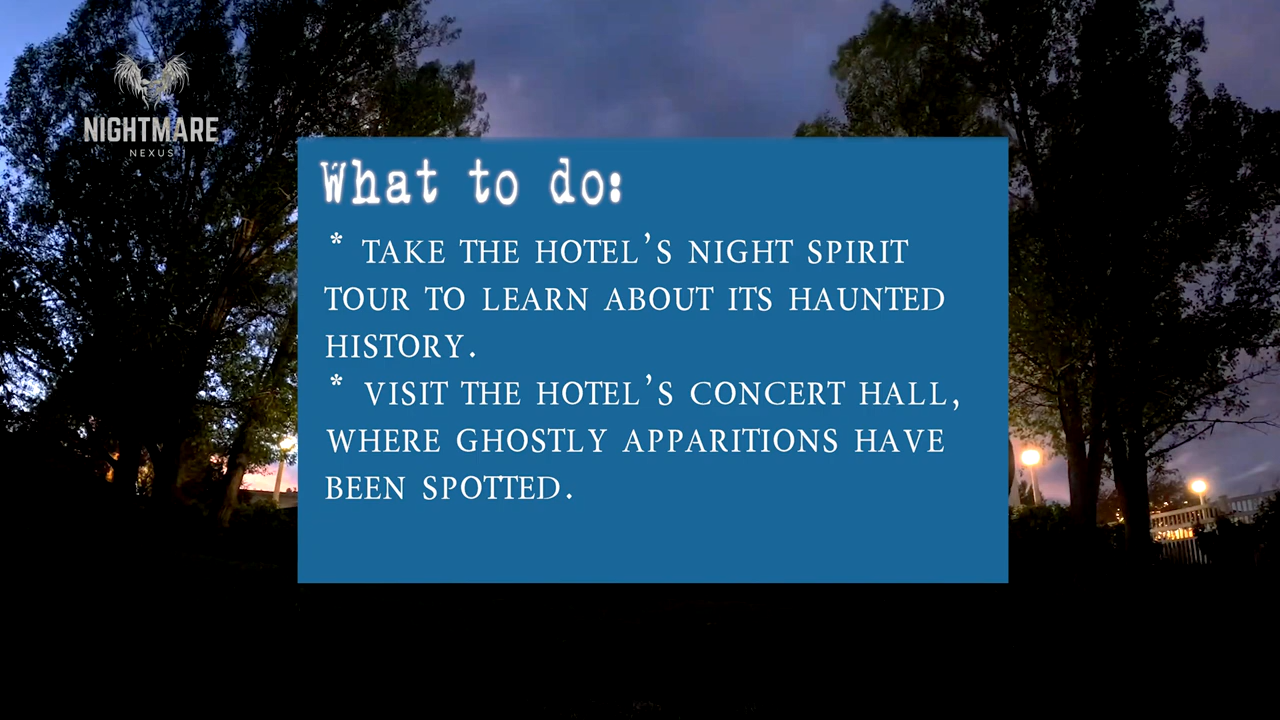 NIGHTMARE
NEXUS
What to do:
* TAKE THE HOTEL'S NIGHT SPIRIT
TOUR TO LEARN ABOUT ITS HAUNTED
HISTORY.
* VISIT THE HOTEL'S CONCERT HALL,
WHERE GHOSTLY APPARITIONS HAVE
BEEN SPOTTED.